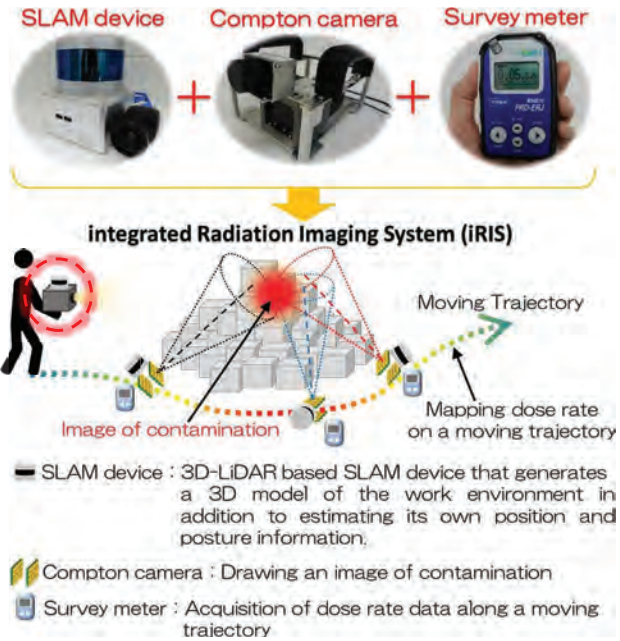 SLAM device
Compton camera
Survey meter
integrated Radiation Imaging System (iRIS)
Moving Trajectory
Image of contamination
Mapping dose rate
on a moving trajectory
SLAM device : 3D-LiDAR based SLAM device that generates
a 3D model of the work environment in
addition to estimating its own position and
posture information.
Compton camera : Drawing an image of contamination
Survey meter : Acquisition of dose rate data along a moving
trajectory